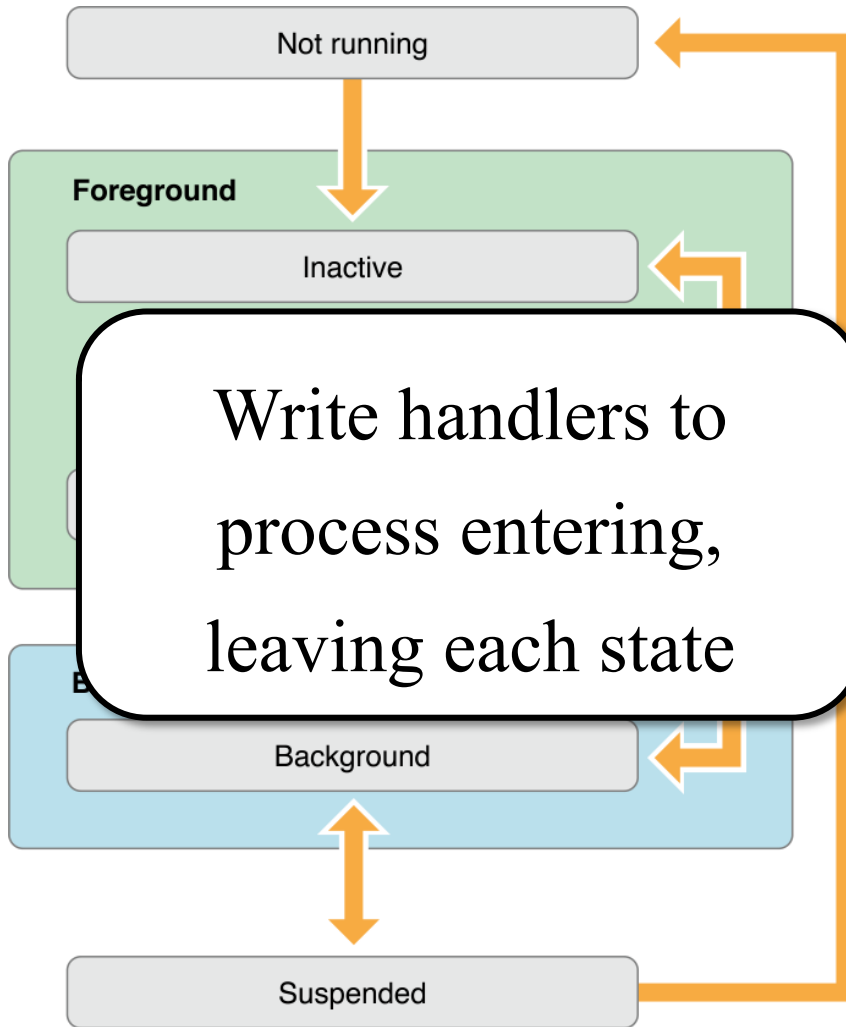 Not running
Foreground
Inactive
Write handlers to
process entering,
leaving each state
Background
Suspended